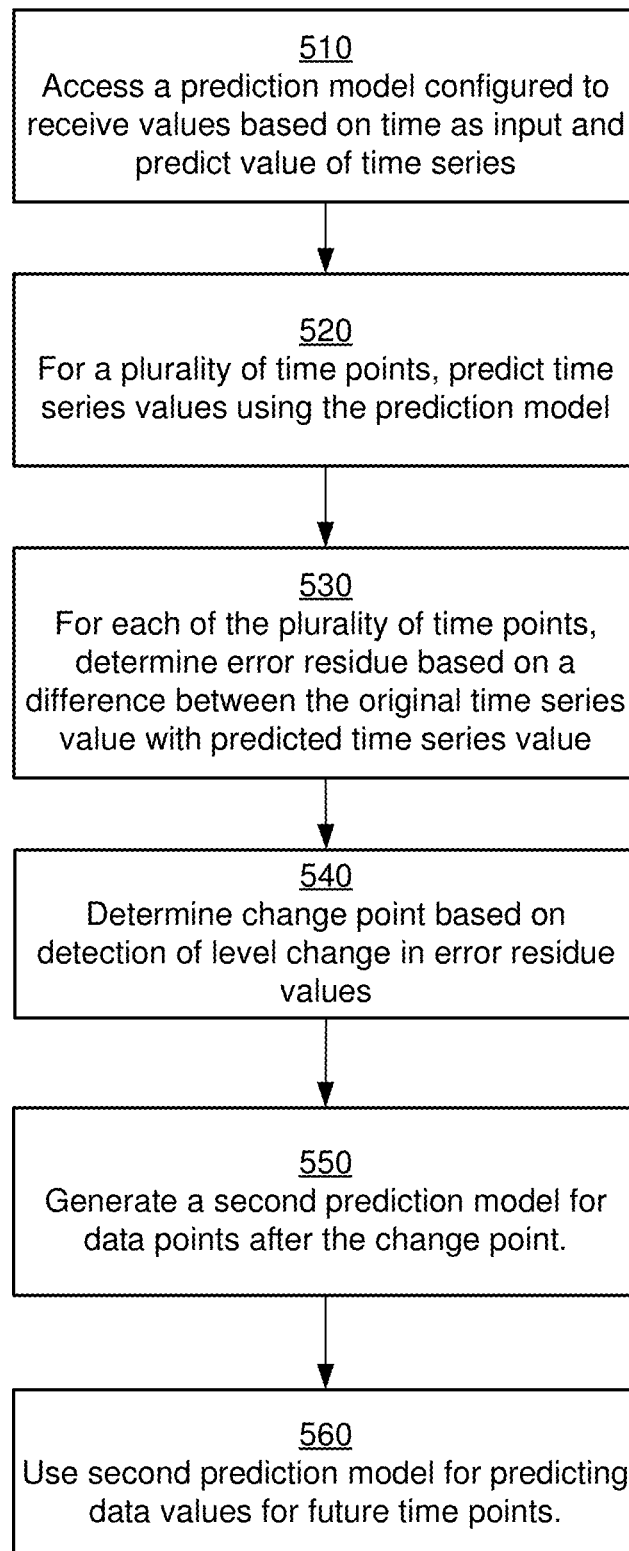 510
Access a prediction model configured to
receive values based on time as input and
predict value of time series
520
For a plurality of time points, predict time
series values using the prediction model
530
For each of the plurality of time points,
determine error residue based on a
difference between the original time series
value with predicted time series value
540
Determine change point based on
detection of level change in error residue
values
550
Generate a second prediction model for
data points after the change point.
560
Use second prediction model for predicting
data values for future time points.